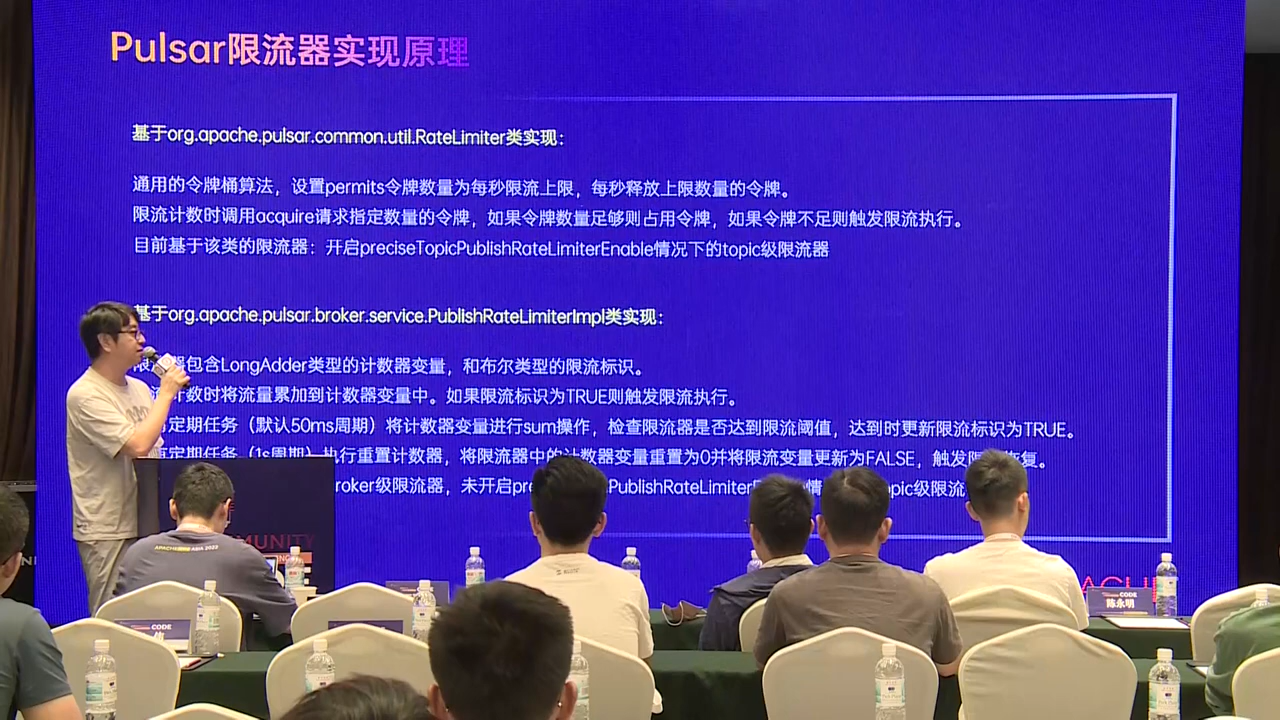 Pulsar限流器实现原理
基于org.apache.pulsar.common.util.RateLimiter类实现：
通用的令牌桶算法，设置permits令牌数量为每秒限流上限，每秒释放上限数量的令牌。
限流计数时调用acquire请求指定数量的令牌，如果令牌数量足够则占用令牌，如果令牌不足则触发限流执行。
目前基于该类的限流器：开启preciseTopicPublishRateLimiterEnable情况下的topic级限流器
基于org.apache.pulsar.broker.service.PublishRateLimiterImpl类实现：
限流器包含LongAdder类型的计数器变量，和布尔类型的限流标识。
计数时将流量累加到计数器变量中。如果限流标识为TRUE则触发限流执行。
定期任务（默认50ms周期）将计数器变量进行sum操作，检查限流器是否达到限流阈值，达到时更新限流标识为TRUE。
定期任务（1s周期）执行重置计数器，将限流器中的计数器变量重置为0并将限流变量更新为FALSE，触发限流恢复。
roker级限流器，未开启pre PublishRateLimiter 情 opic级限流
APACHECON ASIA 2023
MUNITY
CODE
陈永明
CODE